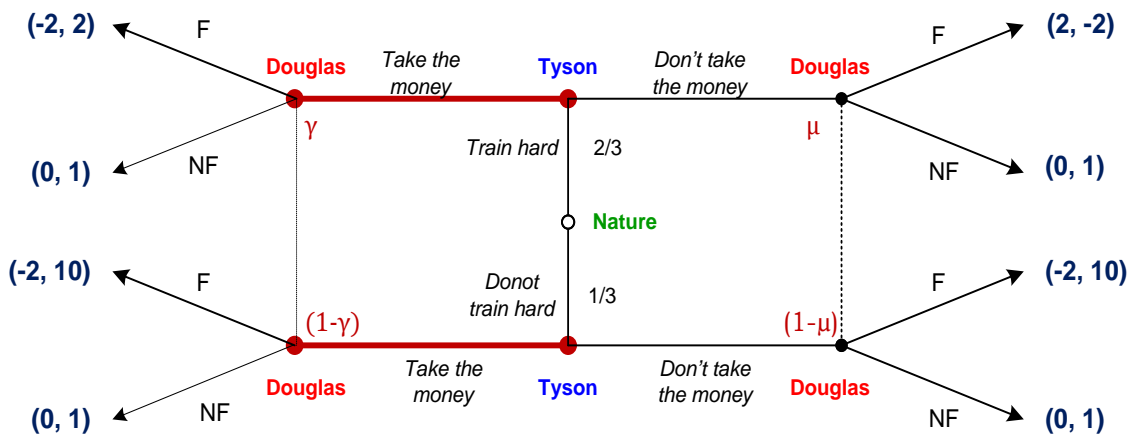 (-2, 2)
F
(2, -2)
F
Douglas
Take the
money
Tyson
Don't take
the money
Douglas
γ
μ
Train hard
2/3
NF
NF
(0, 1)
(0, 1)
Nature
(-2, 10)
F
Donot
train hard
1/3
F
(-2, 10)
(1-γ)
(1-μ)
Take the
money
Don't take
the money
Douglas
Tyson
Douglas
NF
NF
(0, 1)
(0, 1)